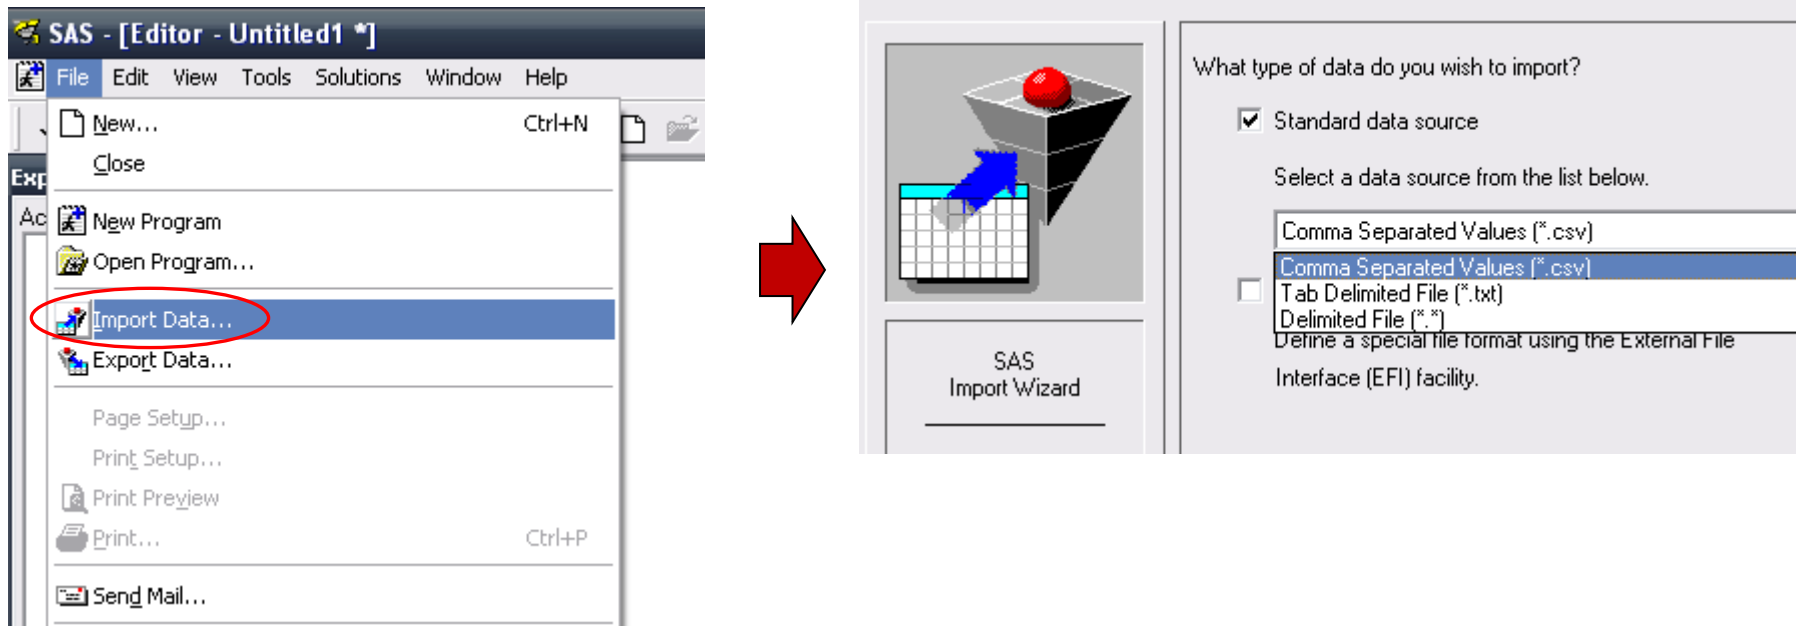 SAS - [Editor - Untitled1 *]
File Edit View Tools Solutions Window Help
New... Ctrl+N
Close
Exp
Ac
New Program
Open Program...
Import Data...
Export Data...
Page Setup...
Print Setup...
Print Preview
Print... Ctrl+P
Send Mail...
What type of data do you wish to import?
Standard data source
Select a data source from the list below.
Comma Separated Values (*.csv)
Comma Separated Values (*.csv)
Tab Delimited File (*.txt)
Delimited File (*.*)
Define a special file format using the External File
Interface (EFI) facility.
SAS
Import Wizard